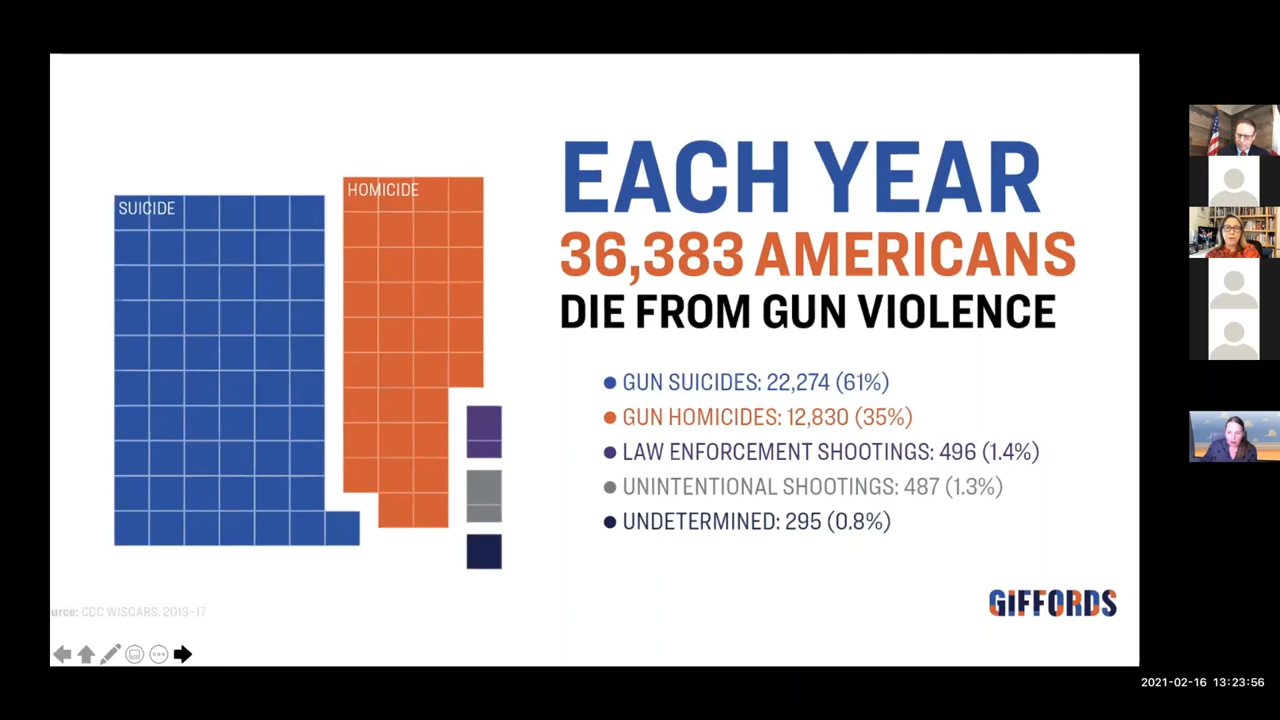 SUICIDE
HOMICIDE
EACH YEAR
36,383 AMERICANS
DIE FROM GUN VIOLENCE
GUN SUICIDES: 22,274 (61%)
GUN HOMICIDES: 12,830 (35%)
LAW ENFORCEMENT SHOOTINGS: 496 (1.4%)
UNINTENTIONAL SHOOTINGS: 487 (1.3%)
UNDETERMINED: 295 (0.8%)
GIFFORDS
urce: CDC WISQARS, 2013–17
2021-02-16 13:23:56